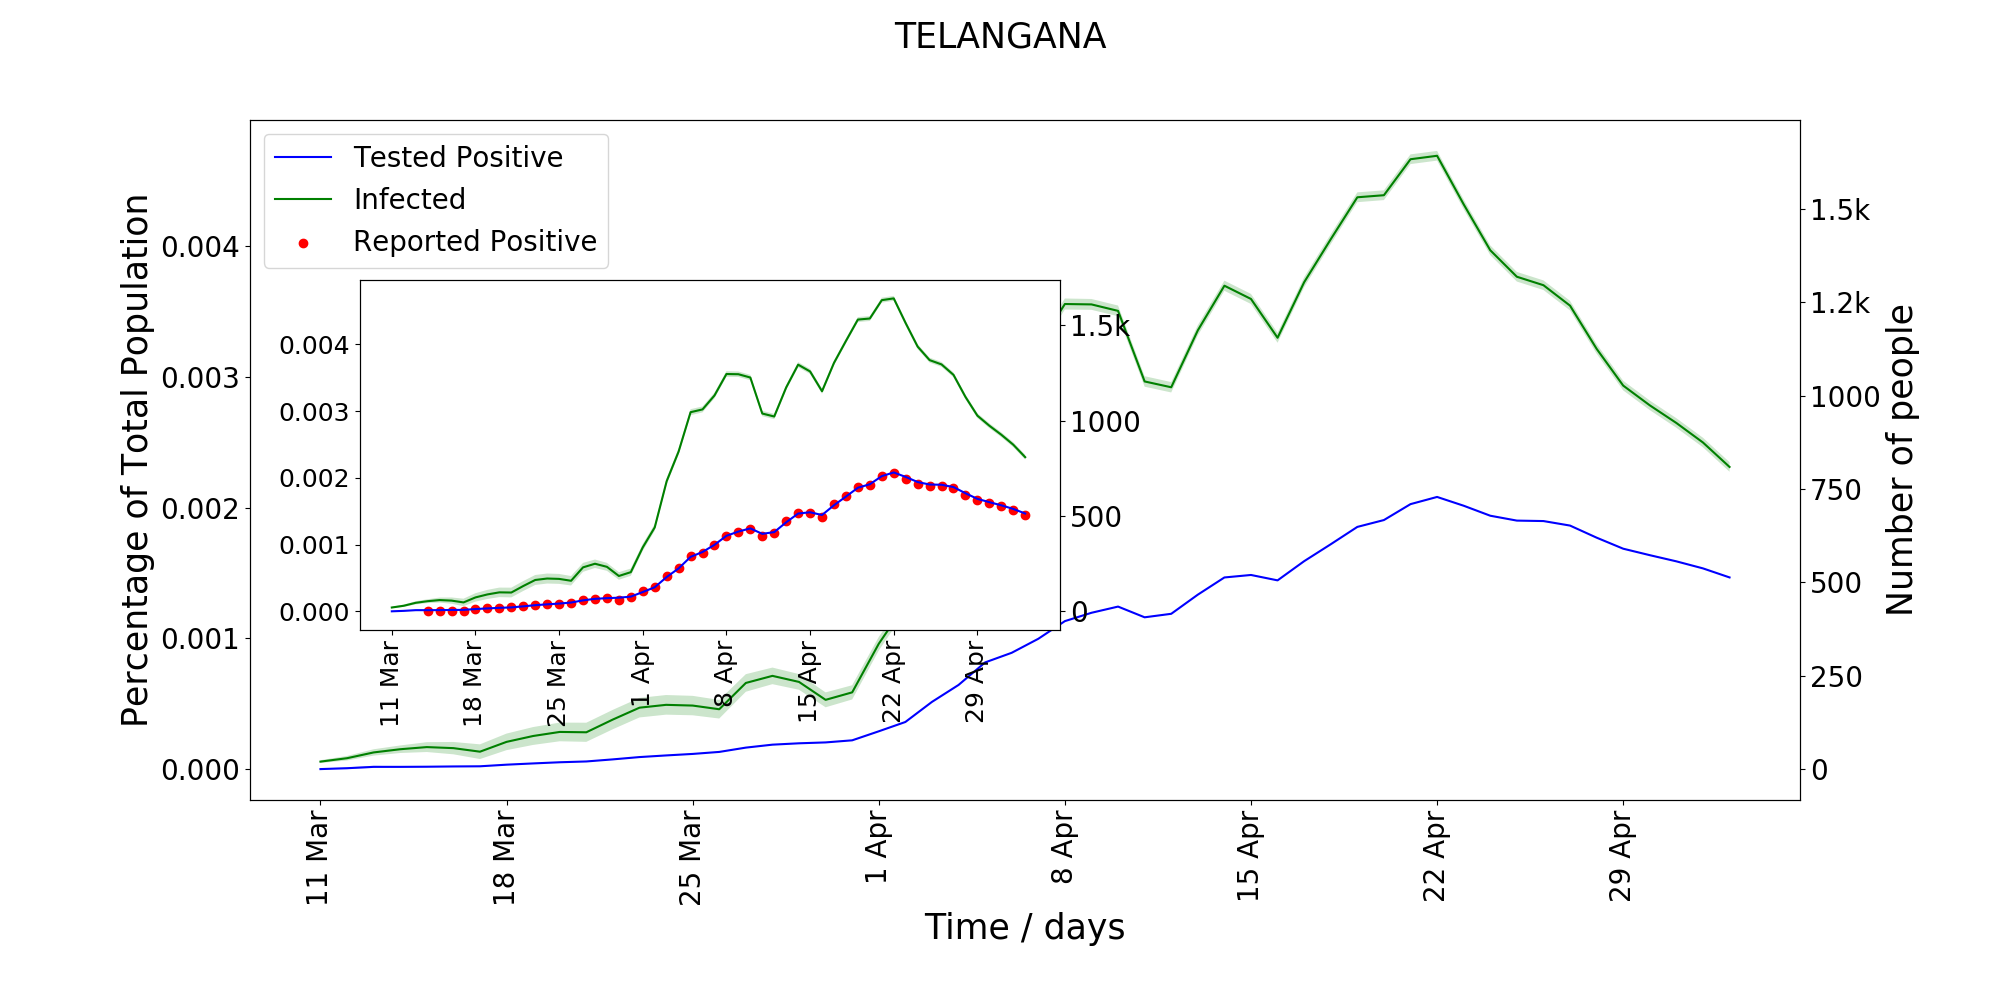 TELANGANA
Tested Positive
Infected
Reported Positive
Percentage of Total Population
0.004
0.003
0.002
0.001
0.000
0.004
0.003
0.002
0.001
0.000
1.5k
1000
500
0
11 Mar
18 Mar
25 Mar
1 Apr
8 Apr
15 Apr
22 Apr
29 Apr
1.5k
1.2k
1000
750
500
250
0
Number of people
11 Mar
18 Mar
25 Mar
1 Apr
8 Apr
15 Apr
22 Apr
29 Apr
Time / days